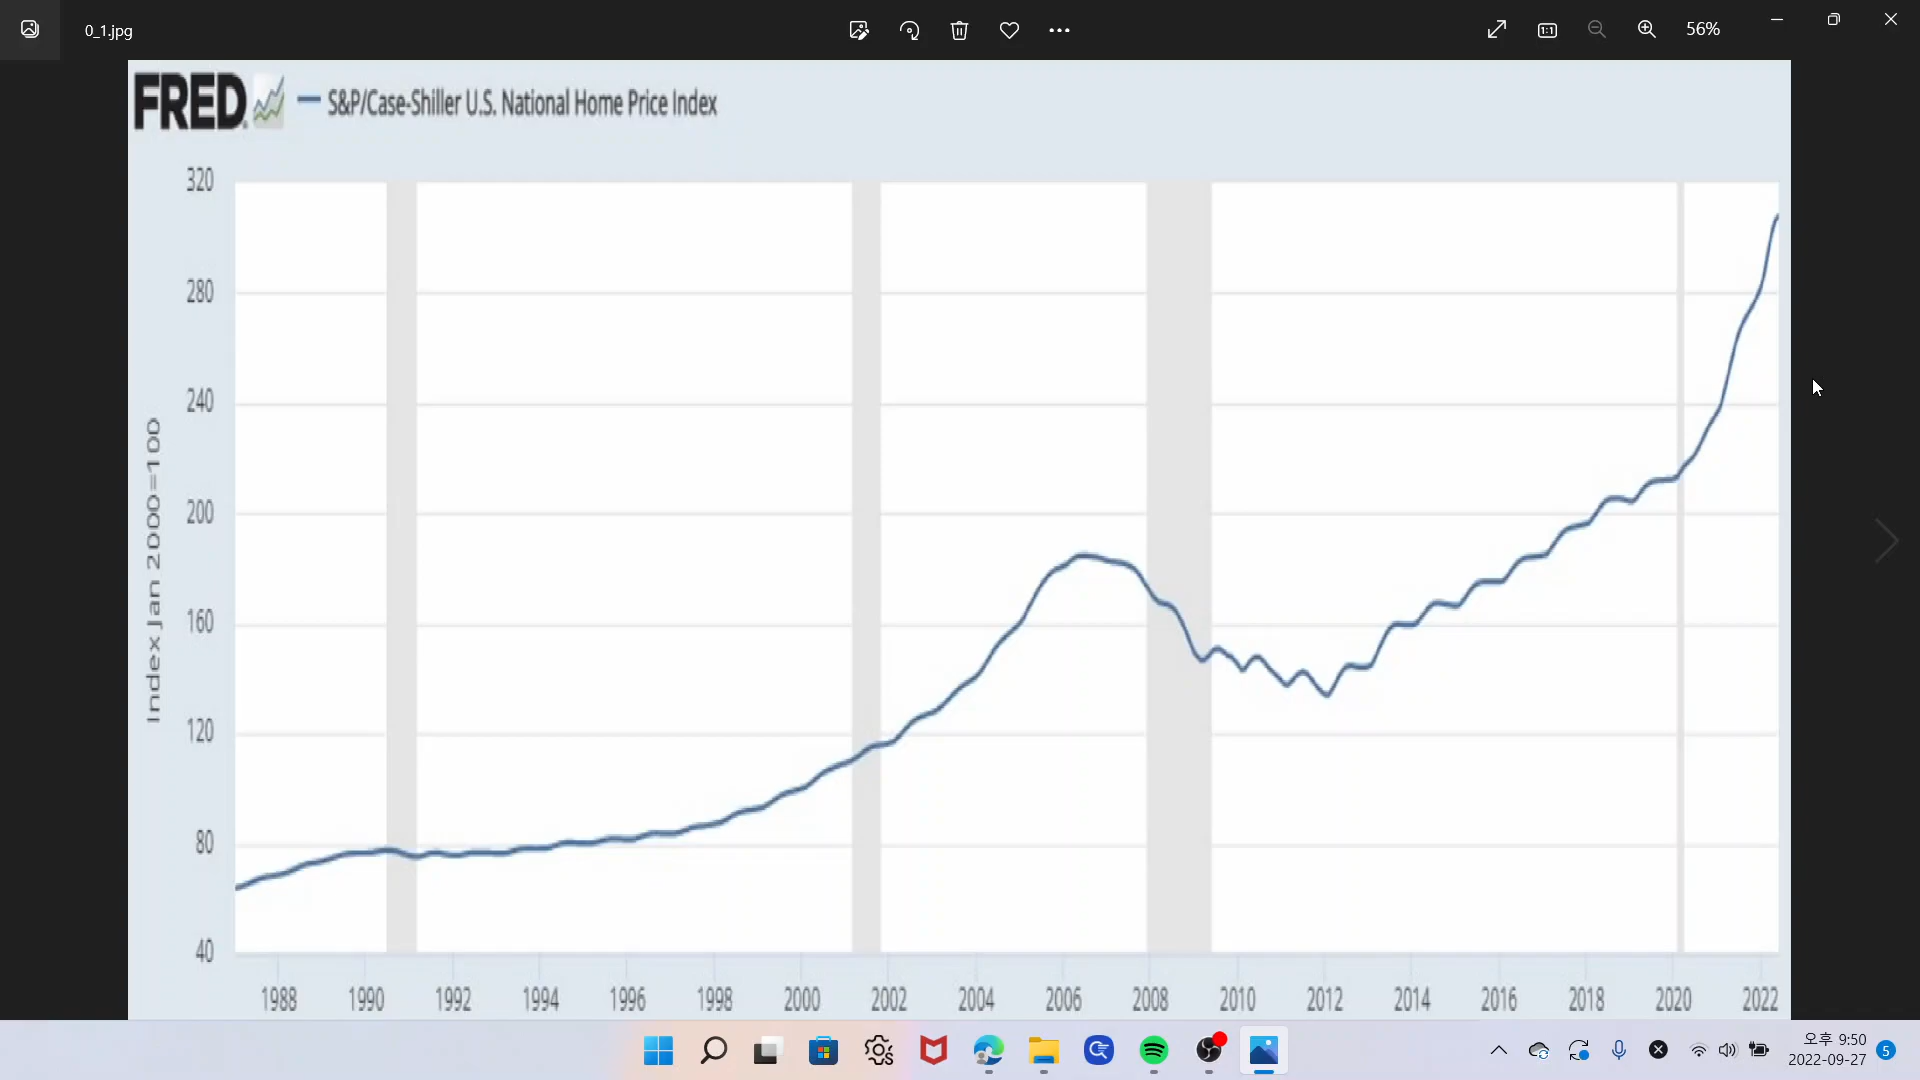 0_1.jpg
56%
FRED
S&P/Case-Shiller U.S. National Home Price Index
320
280
240
200
160
120
80
40
Index Jan 2000=100
1988 1990 1992 1994 1996 1998 2000 2002 2004 2006 2008 2010 2012 2014 2016 2018 2020 2022
오후 9:50
2022-09-27
5